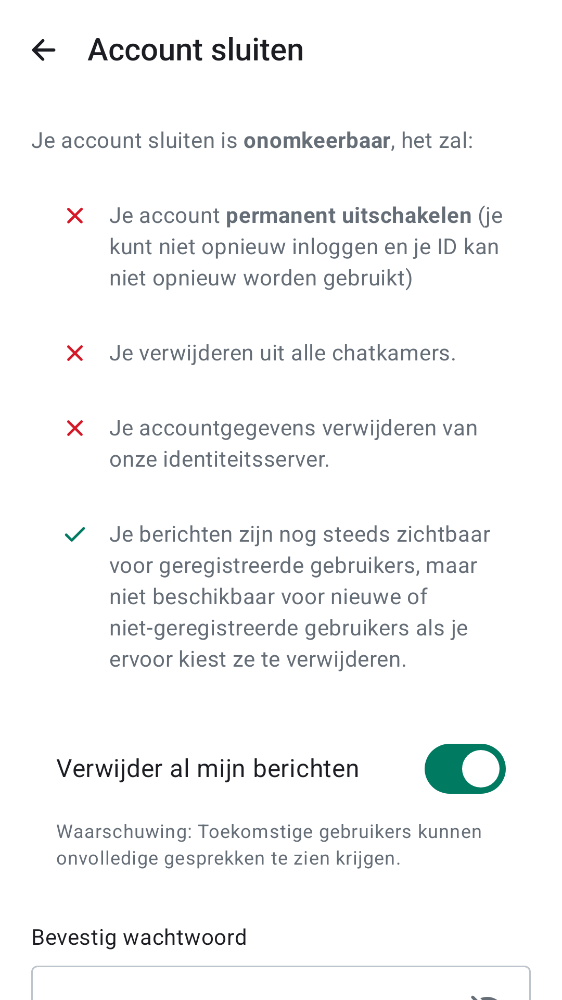 Account sluiten
Je account sluiten is onomkeerbaar, het zal:
Je account permanent uitschakelen (je
kunt niet opnieuw inloggen en je ID kan
niet opnieuw worden gebruikt)
Je verwijderen uit alle chatkamers.
Je accountgegevens verwijderen van
onze identiteitsserver.
Je berichten zijn nog steeds zichtbaar
voor geregistreerde gebruikers, maar
niet beschikbaar voor nieuwe of
niet-geregistreerde gebruikers als je
ervoor kiest ze te verwijderen.
Verwijder al mijn berichten
Waarschuwing: Toekomstige gebruikers kunnen
onvolledige gesprekken te zien krijgen.
Bevestig wachtwoord